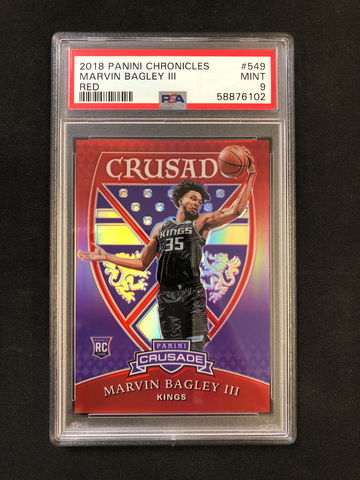 2018 PANINI CHRONICLES #549
MARVIN BAGLEY III MINT
RED 9
PSA 58876102
CRUSAD
KINGS
35
RC
PANINI
CRUSADE
MARVIN BAGLEY III
KINGS